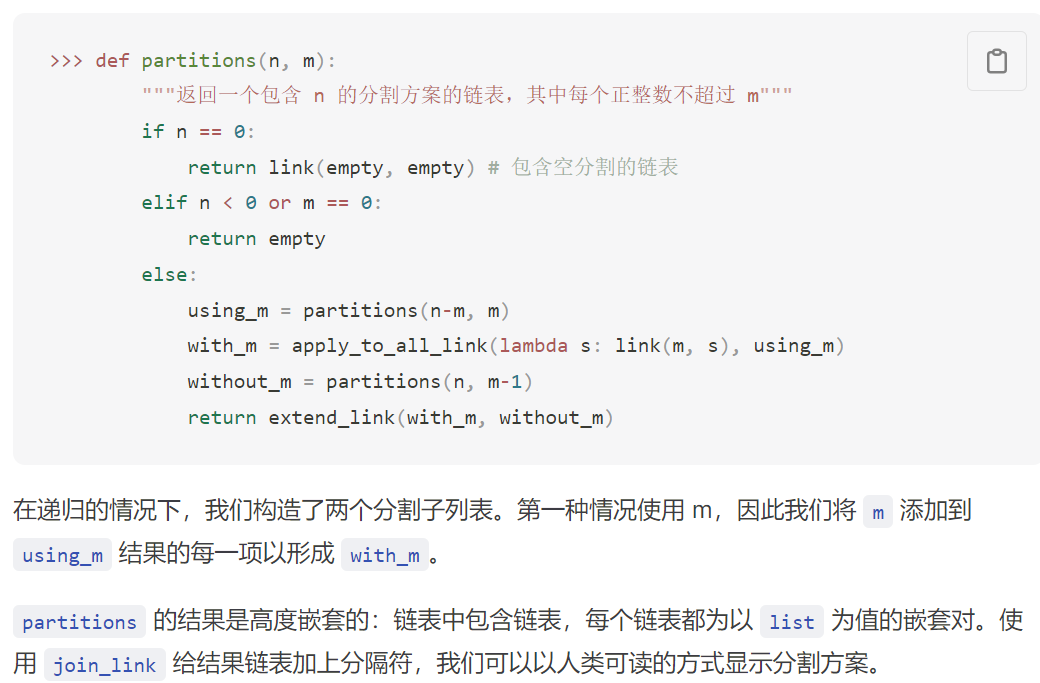 >>> def partitions(n, m):
        """返回一个包含 n 的分割方案的链表，其中每个正整数不超过 m"""
        if n == 0:
            return link(empty, empty) # 包含空分割的链表
        elif n < 0 or m == 0:
            return empty
        else:
            using_m = partitions(n-m, m)
            with_m = apply_to_all_link(lambda s: link(m, s), using_m)
            without_m = partitions(n, m-1)
            return extend_link(with_m, without_m)
在递归的情况下，我们构造了两个分割子列表。第一种情况使用 m，因此我们将 m 添加到
using_m 结果的每一项以形成 with_m。
partitions 的结果是高度嵌套的：链表中包含链表，每个链表都为以 list 为值的嵌套对。使
用 join_link 给结果链表加上分隔符，我们可以以人类可读的方式显示分割方案。